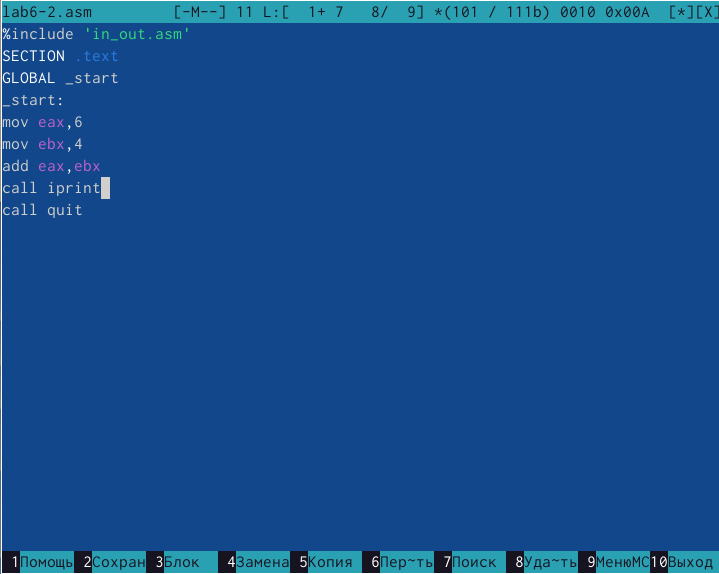 lab6-2.asm [-M--] 11 L:[ 1+ 7 8/ 9] *(101 / 111b) 0010 0x00A [*][X]
%include 'in_out.asm'
SECTION .text
GLOBAL _start
_start:
mov eax,6
mov ebx,4
add eax,ebx
call iprint
call quit
1Помощь 2Сохран 3Блок 4Замена 5Копия 6Пер~ть 7Поиск 8Уда~ть 9МенюMC 10Выход